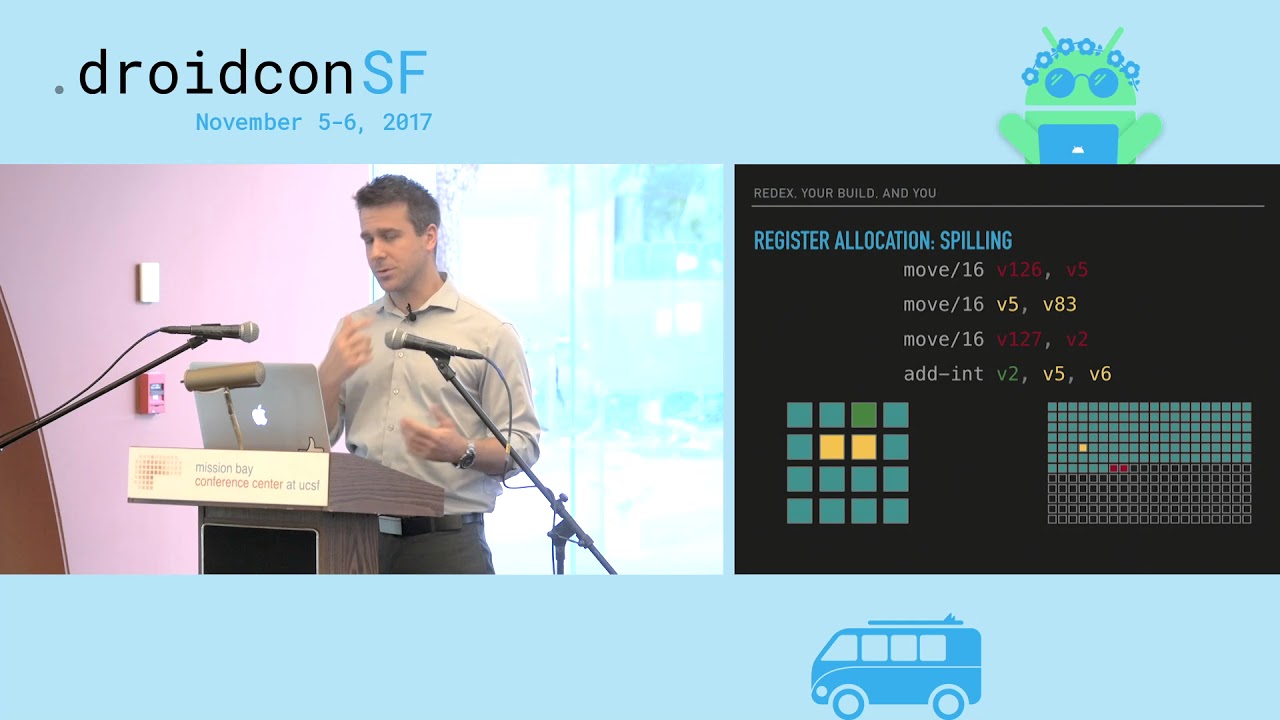 .droidconSF
November 5-6, 2017
REDEX, YOUR BUILD, AND YOU
REGISTER ALLOCATION: SPILLING
move/16 v126, v5
move/16 v5, v83
move/16 v127, v2
add-int v2, v5, v6
mission bay
conference center at ucsf